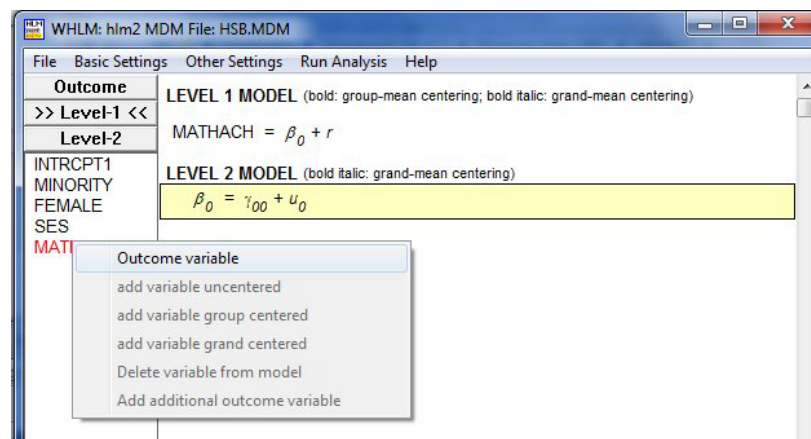 WHLM: hlm2 MDM File: HSB.MDM
File Basic Settings Other Settings Run Analysis Help
Outcome
>> Level-1 <<
Level-2
INTRCPT1
MINORITY
FEMALE
SES
LEVEL 1 MODEL (bold: group-mean centering; bold italic: grand-mean centering)
MATHACH = β₀ + r
LEVEL 2 MODEL (bold italic: grand-mean centering)
β₀ = γ₀₀ + u₀
Outcome variable
add variable uncentered
add variable group centered
add variable grand centered
Delete variable from model
Add additional outcome variable